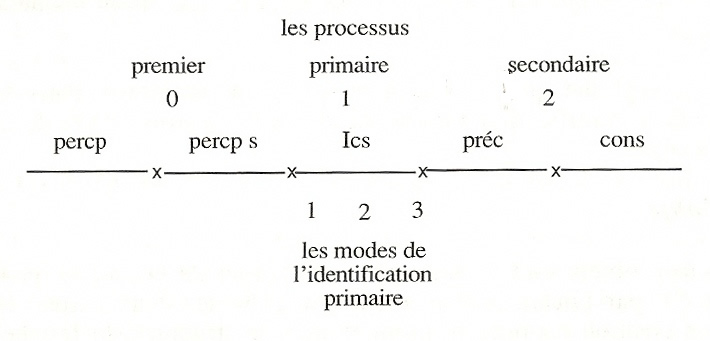 les processus
premier primaire secondaire
0 1 2
percp percp s Ics préc cons
x x x x
1 2 3
les modes de
l'identification
primaire